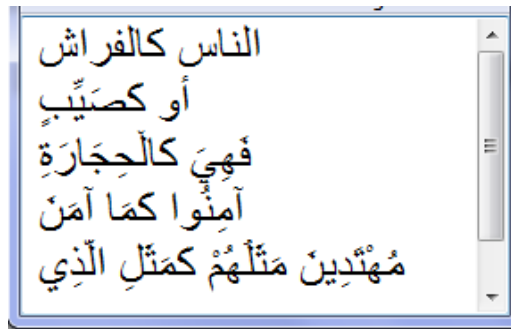 الناس كالفراش
أو كصَيِّبٍ
فَهِيَ كالْحِجَارَةِ
آمِنُوا كمَا آمَنَ
مُهْتَدِينَ مَثَلُهُمْ كمَثَلِ الَّذِي